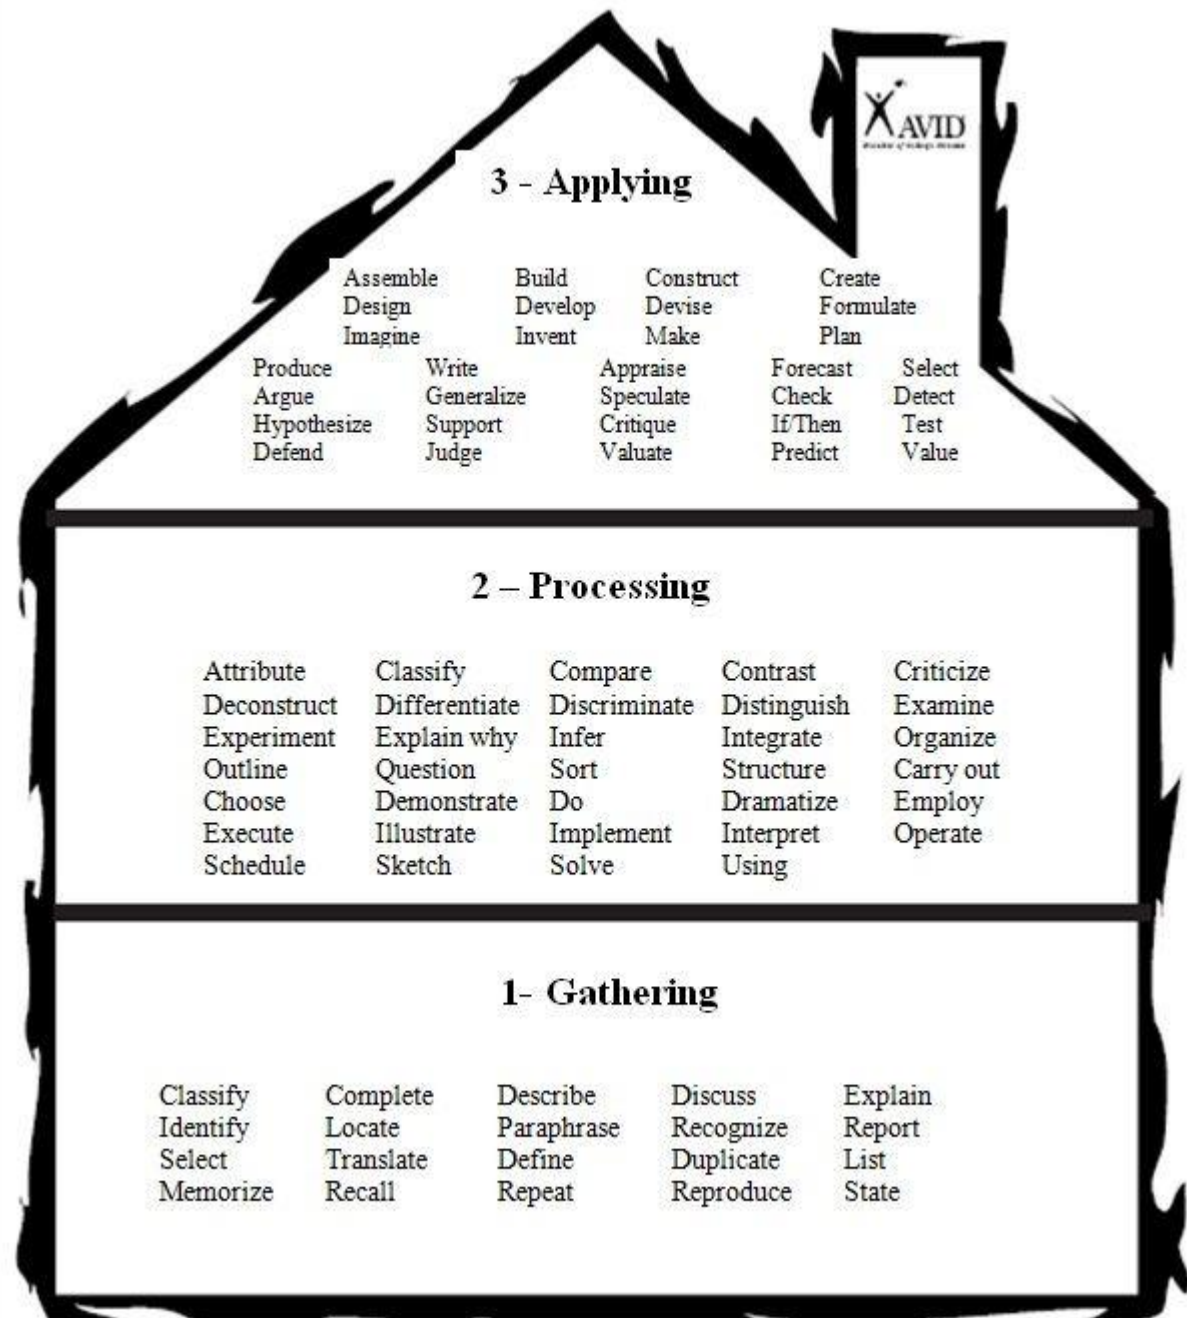 AVID
3 - Applying
Assemble Build Construct Create
Design Develop Devise Formulate
Imagine Invent Make Plan
Produce Write Appraise Forecast Select
Argue Generalize Speculate Check Detect
Hypothesize Support Critique If/Then Test
Defend Judge Valuate Predict Value
2 – Processing
Attribute Classify Compare Contrast Criticize
Deconstruct Differentiate Discriminate Distinguish Examine
Experiment Explain why Infer Integrate Organize
Outline Question Sort Structure Carry out
Choose Demonstrate Do Dramatize Employ
Execute Illustrate Implement Interpret Operate
Schedule Sketch Solve Using
1- Gathering
Classify Complete Describe Discuss Explain
Identify Locate Paraphrase Recognize Report
Select Translate Define Duplicate List
Memorize Recall Repeat Reproduce State